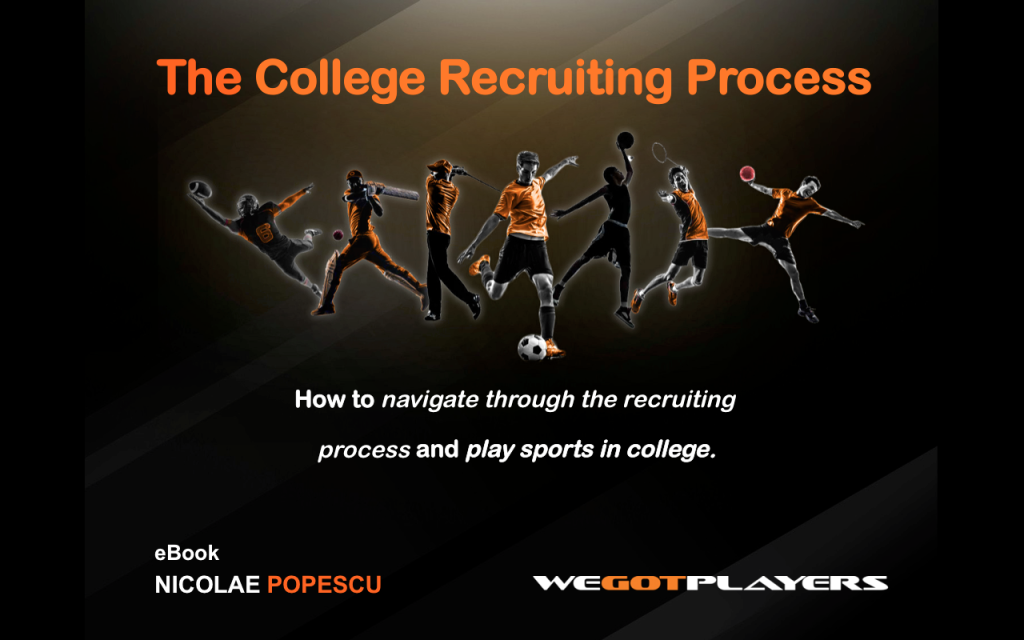 The College Recruiting Process
How to navigate through the recruiting
process and play sports in college.
eBook
NICOLAE POPESCU
WEGOTPLAYERS